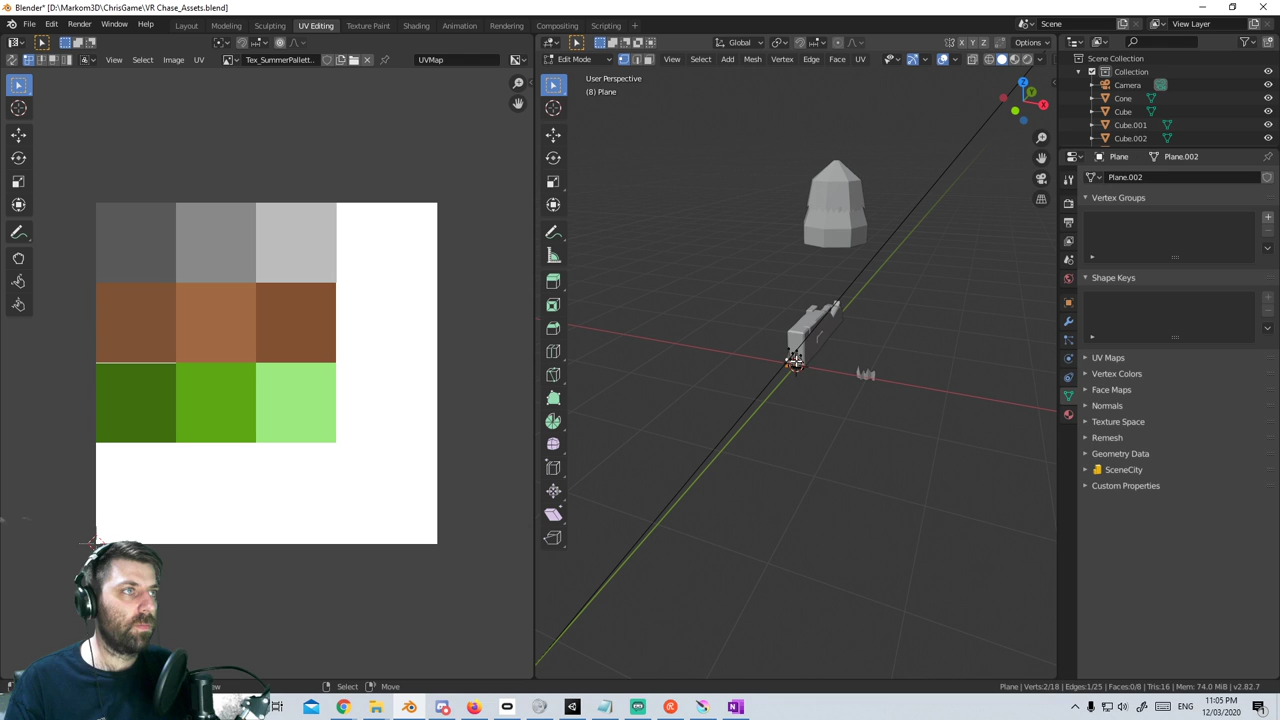 Blender* [D:\Markom3D\ChrisGame\VR Chase_Assets.blend]
File Edit Render Window Help Layout Modeling Sculpting UV Editing Texture Paint Shading Animation Rendering Compositing Scripting Scene View Layer
Global X Y Z Options
View Select Image UV Tex_SummerPallett.. UVMap Edit Mode View Select Add Mesh Vertex Edge Face UV
User Perspective
(8) Plane
Scene Collection
Collection
Camera
Cone
Cube
Cube.001
Cube.002
Plane Plane.002
Plane.002
Vertex Groups
Shape Keys
UV Maps
Vertex Colors
Face Maps
Normals
Texture Space
Remesh
Geometry Data
SceneCity
Custom Properties
Z
Y
X
Select Move Plane | Verts:2/18 | Edges:1/25 | Faces:0/8 | Tris:16 | Mem: 74.0 MiB | v2.82.7
ENG 11:05 PM
12/03/2020